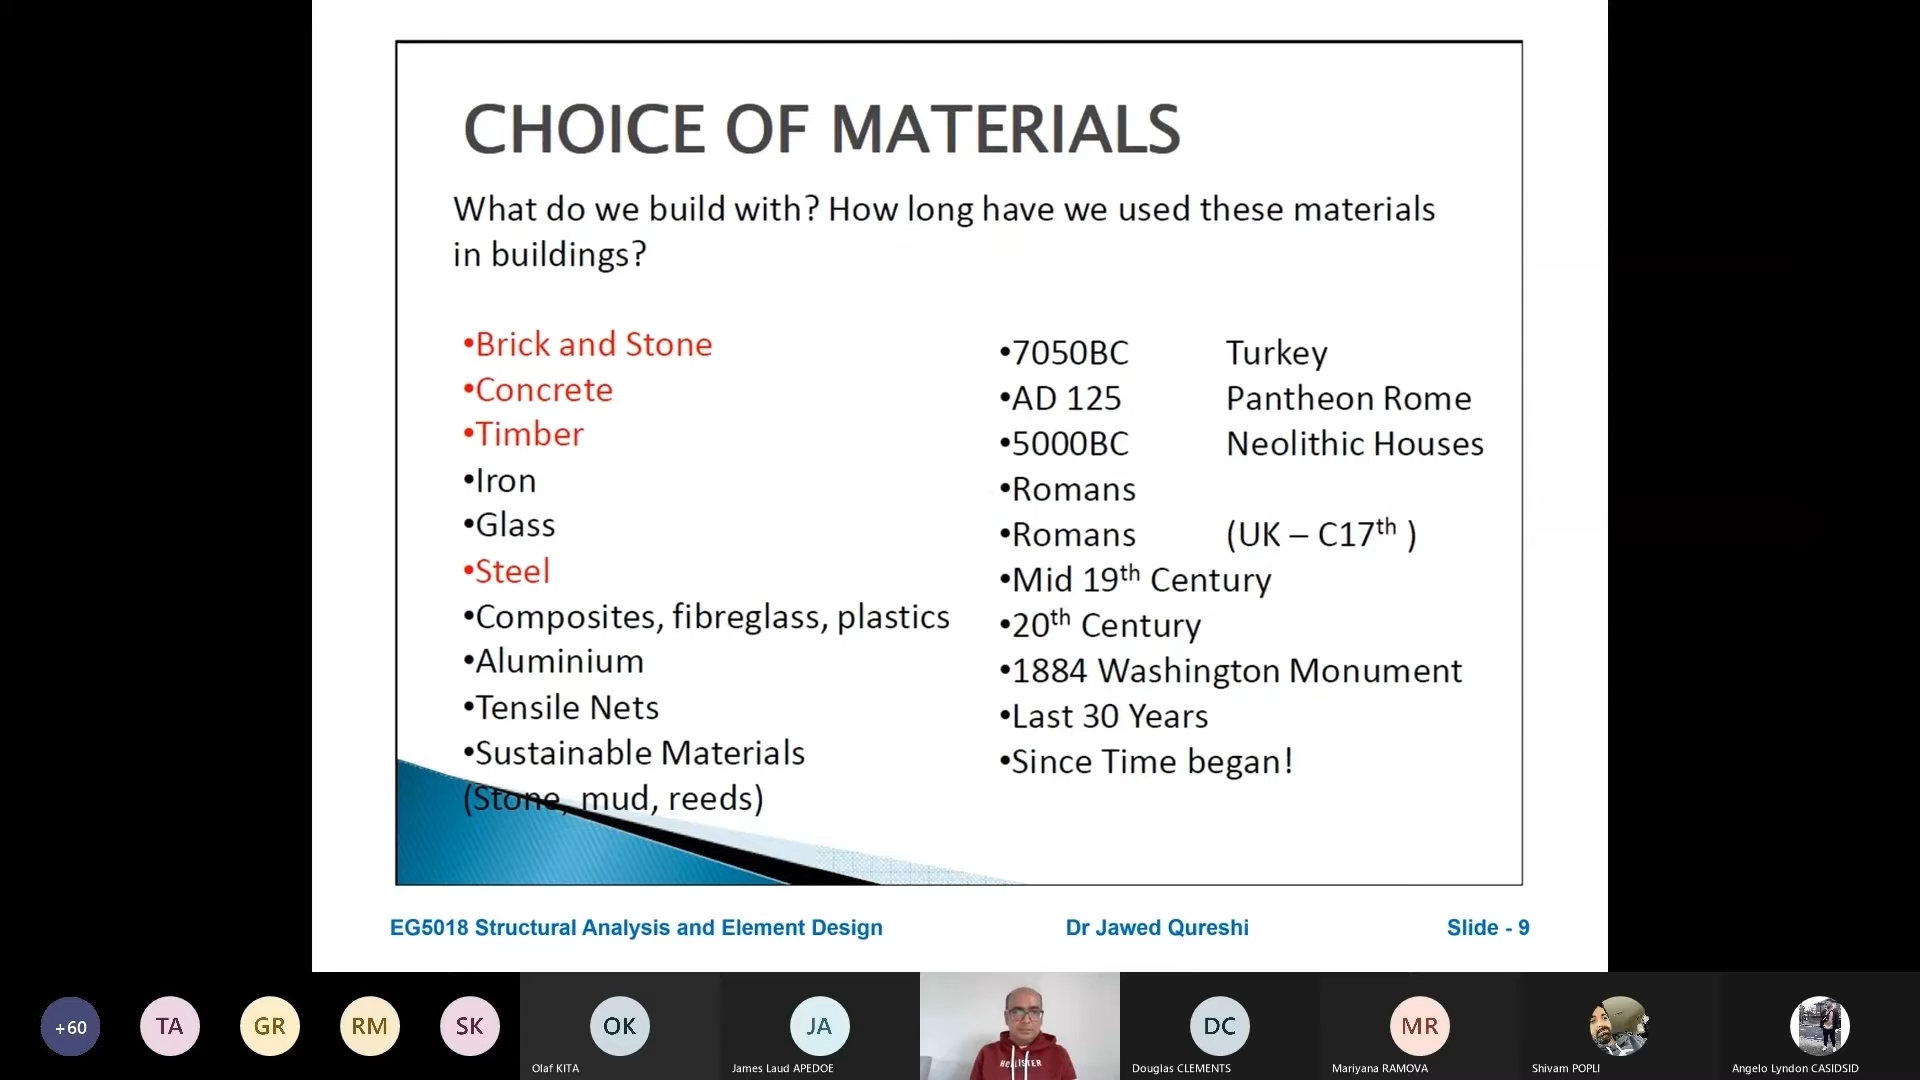 CHOICE OF MATERIALS
What do we build with? How long have we used these materials
in buildings?
•Brick and Stone
•Concrete
•Timber
•Iron
•Glass
•Steel
•Composites, fibreglass, plastics
•Aluminium
•Tensile Nets
•Sustainable Materials
(Stone, mud, reeds)
•7050BC Turkey
•AD 125 Pantheon Rome
•5000BC Neolithic Houses
•Romans
•Romans (UK – C17th )
•Mid 19th Century
•20th Century
•1884 Washington Monument
•Last 30 Years
•Since Time began!
EG5018 Structural Analysis and Element Design Dr Jawed Qureshi Slide - 9
+60 TA GR RM SK OK JA DC MR
HOLLISTER
Olaf KITA James Laud APEDOE Douglas CLEMENTS Mariyana RAMOVA Shivam POPLI Angelo Lyndon CASIDSID